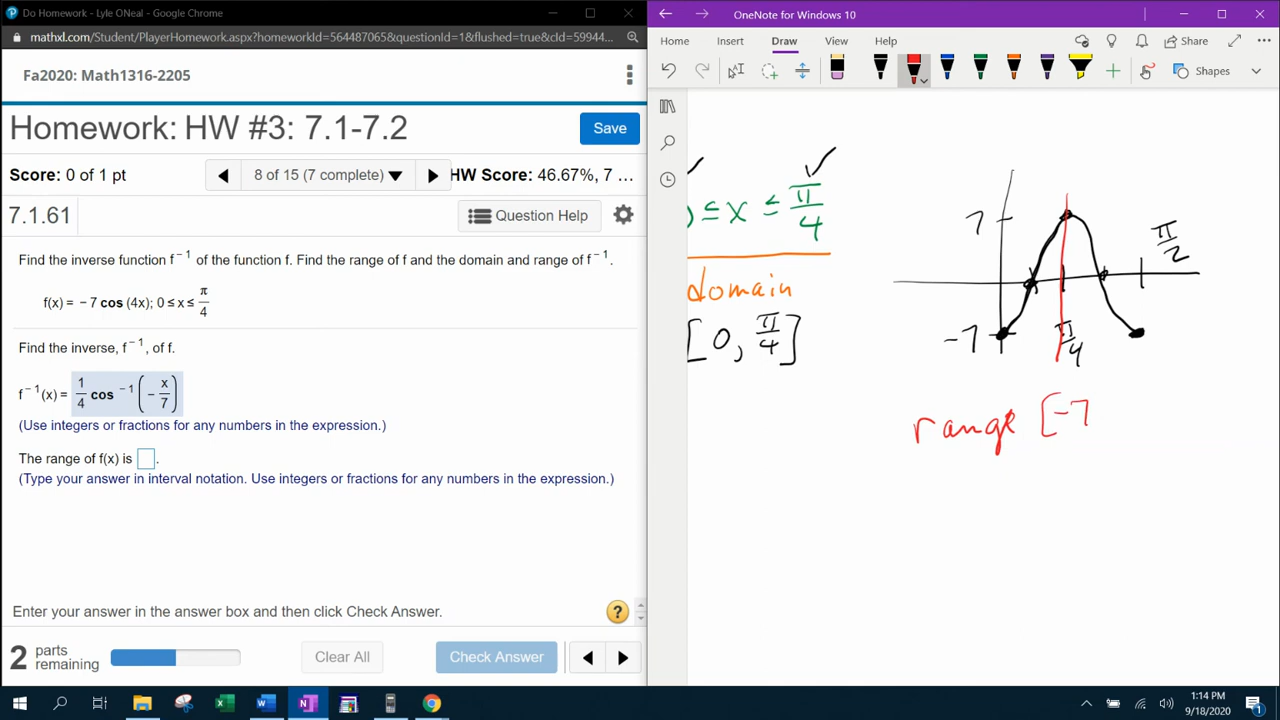 Do Homework - Lyle ONeal - Google Chrome
mathxl.com/Student/PlayerHomework.aspx?homeworkId=564487065&questionId=1&flushed=true&cId=59944...
Fa2020: Math1316-2205
Homework: HW #3: 7.1-7.2
Save
Score: 0 of 1 pt
8 of 15 (7 complete)
HW Score: 46.67%, 7 ...
7.1.61
Question Help
Find the inverse function f⁻¹ of the function f. Find the range of f and the domain and range of f⁻¹.
f(x) = − 7 cos (4x); 0 ≤ x ≤ π/4
Find the inverse, f⁻¹, of f.
f⁻¹(x) = 1/4 cos⁻¹(− x/7)
(Use integers or fractions for any numbers in the expression.)
The range of f(x) is .
(Type your answer in interval notation. Use integers or fractions for any numbers in the expression.)
Enter your answer in the answer box and then click Check Answer.
?
2 parts remaining
Clear All
Check Answer
OneNote for Windows 10
Home Insert Draw View Help
Share
Shapes
≤ x ≤ π/4
domain
[0, π/4]
7
π/2
-7
π/4
range [-7
1:14 PM
9/18/2020
1